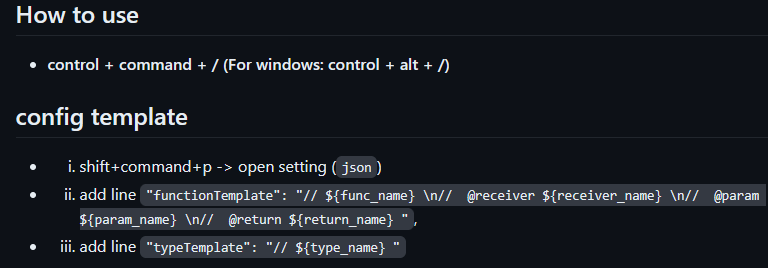 How to use
• control + command + / (For windows: control + alt + /)
config template
• i. shift+command+p -> open setting (json)
• ii. add line "functionTemplate": "// ${func_name} \n//  @receiver ${receiver_name} \n//  @param
${param_name} \n//  @return ${return_name} ",
• iii. add line "typeTemplate": "// ${type_name} "